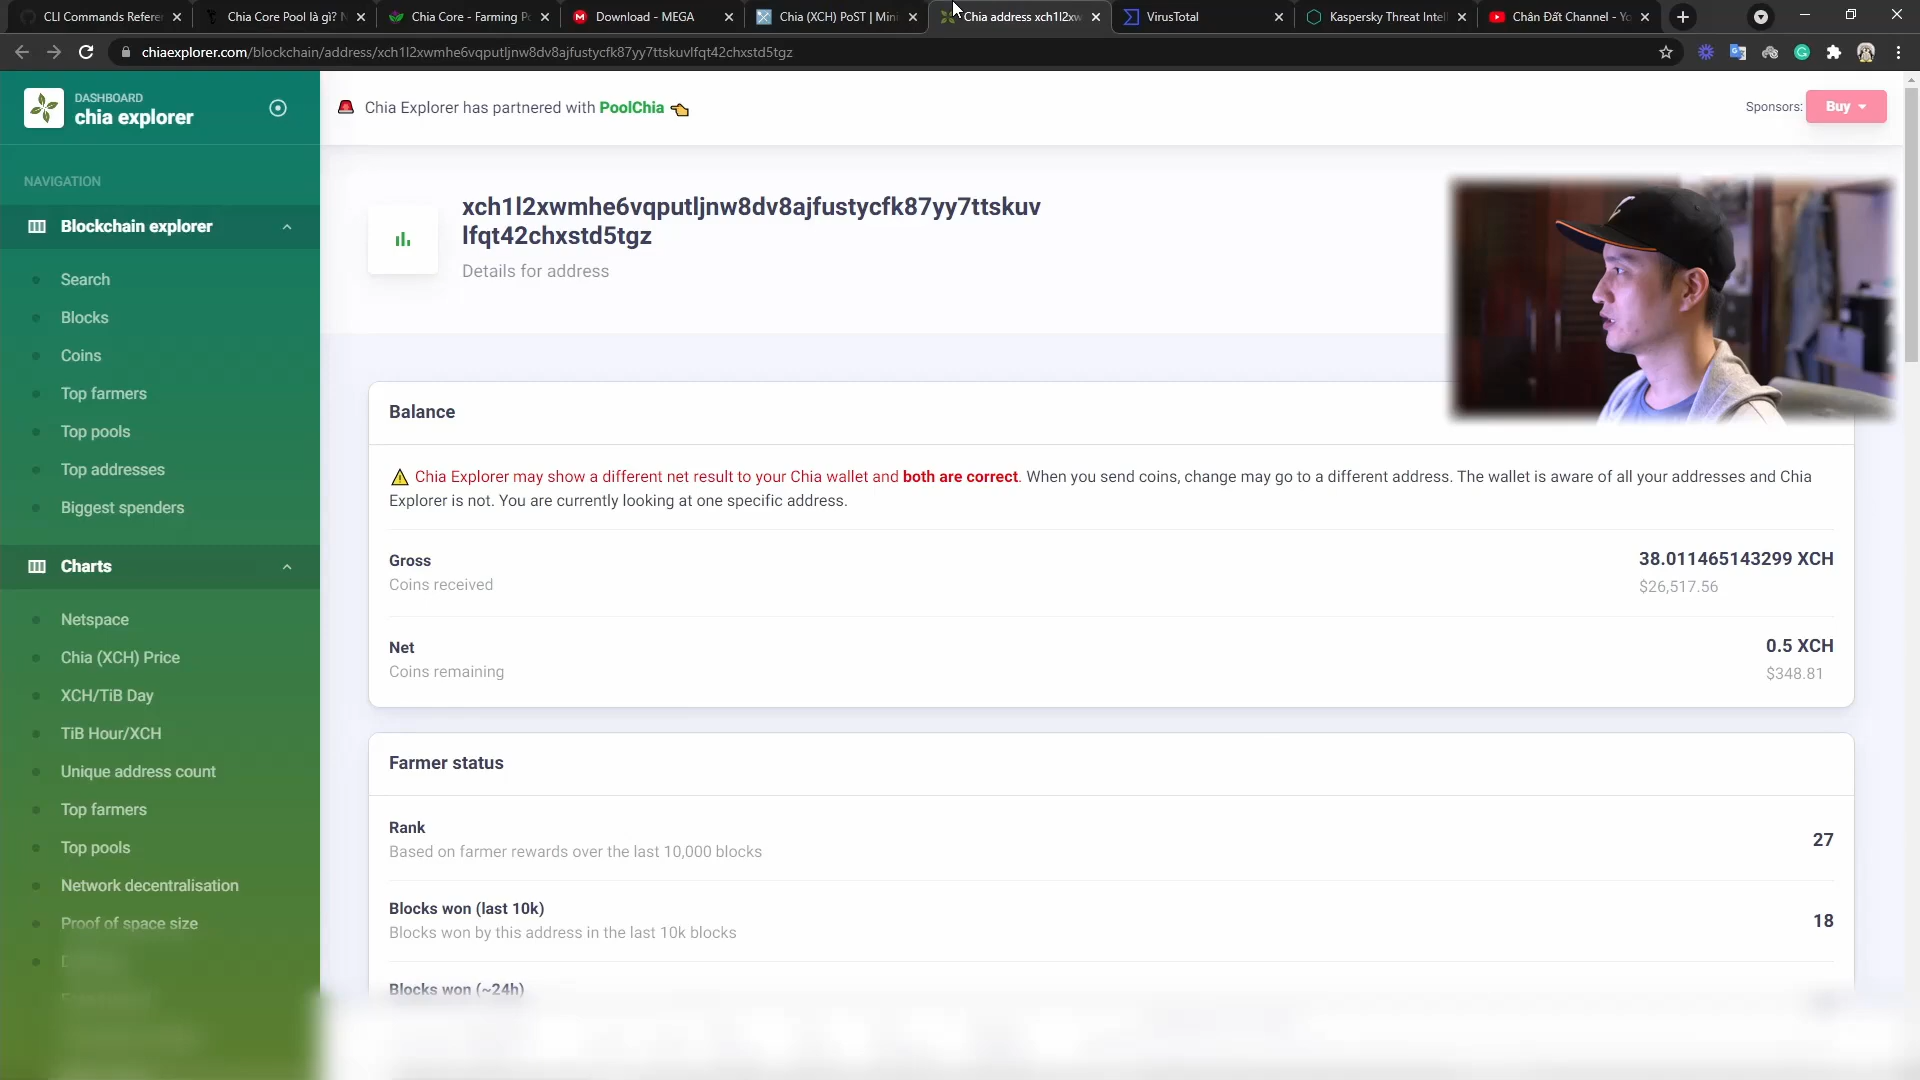 CLI Commands Referer
Chia Core Pool là gì? N
Chia Core - Farming Po
Download - MEGA
Chia (XCH) PoST | Mini
Chia address xch1l2xw
VirusTotal
Kaspersky Threat Intel
Chân Đất Channel - Yo
chiaexplorer.com/blockchain/address/xch1l2xwmhe6vqputljnw8dv8ajfustycfk87yy7ttskuvlfqt42chxstd5tgz
DASHBOARD
chia explorer
Chia Explorer has partnered with PoolChia
Sponsors:
Buy
NAVIGATION
Blockchain explorer
Search
Blocks
Coins
Top farmers
Top pools
Top addresses
Biggest spenders
Charts
Netspace
Chia (XCH) Price
XCH/TiB Day
TiB Hour/XCH
Unique address count
Top farmers
Top pools
Network decentralisation
Proof of space size
xch1l2xwmhe6vqputljnw8dv8ajfustycfk87yy7ttskuv
lfqt42chxstd5tgz
Details for address
Balance
Chia Explorer may show a different net result to your Chia wallet and both are correct. When you send coins, change may go to a different address. The wallet is aware of all your addresses and Chia
Explorer is not. You are currently looking at one specific address.
Gross
38.011465143299 XCH
Coins received
$26,517.56
Net
0.5 XCH
Coins remaining
$348.81
Farmer status
Rank
27
Based on farmer rewards over the last 10,000 blocks
Blocks won (last 10k)
18
Blocks won by this address in the last 10k blocks
Blocks won (~24h)